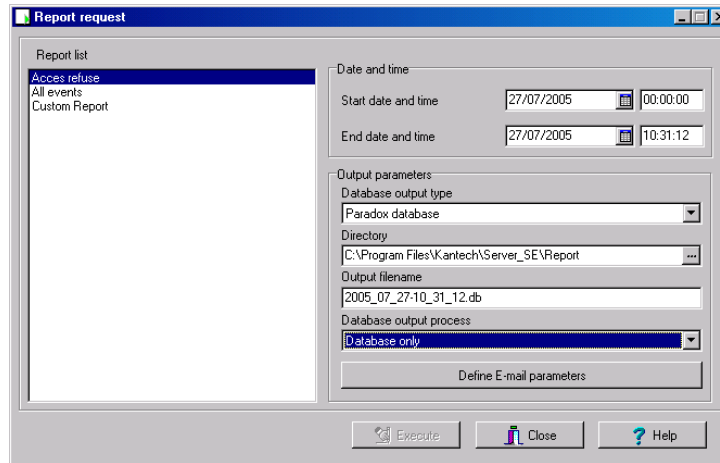 Report request
Report list
Acces refuse
All events
Custom Report
Date and time
Start date and time 27/07/2005 00:00:00
End date and time 27/07/2005 10:31:12
Output parameters
Database output type
Paradox database
Directory
C:\Program Files\Kantech\Server_SE\Report ...
Output filename
2005_07_27-10_31_12.db
Database output process
Database only
Define E-mail parameters
Execute Close ? Help